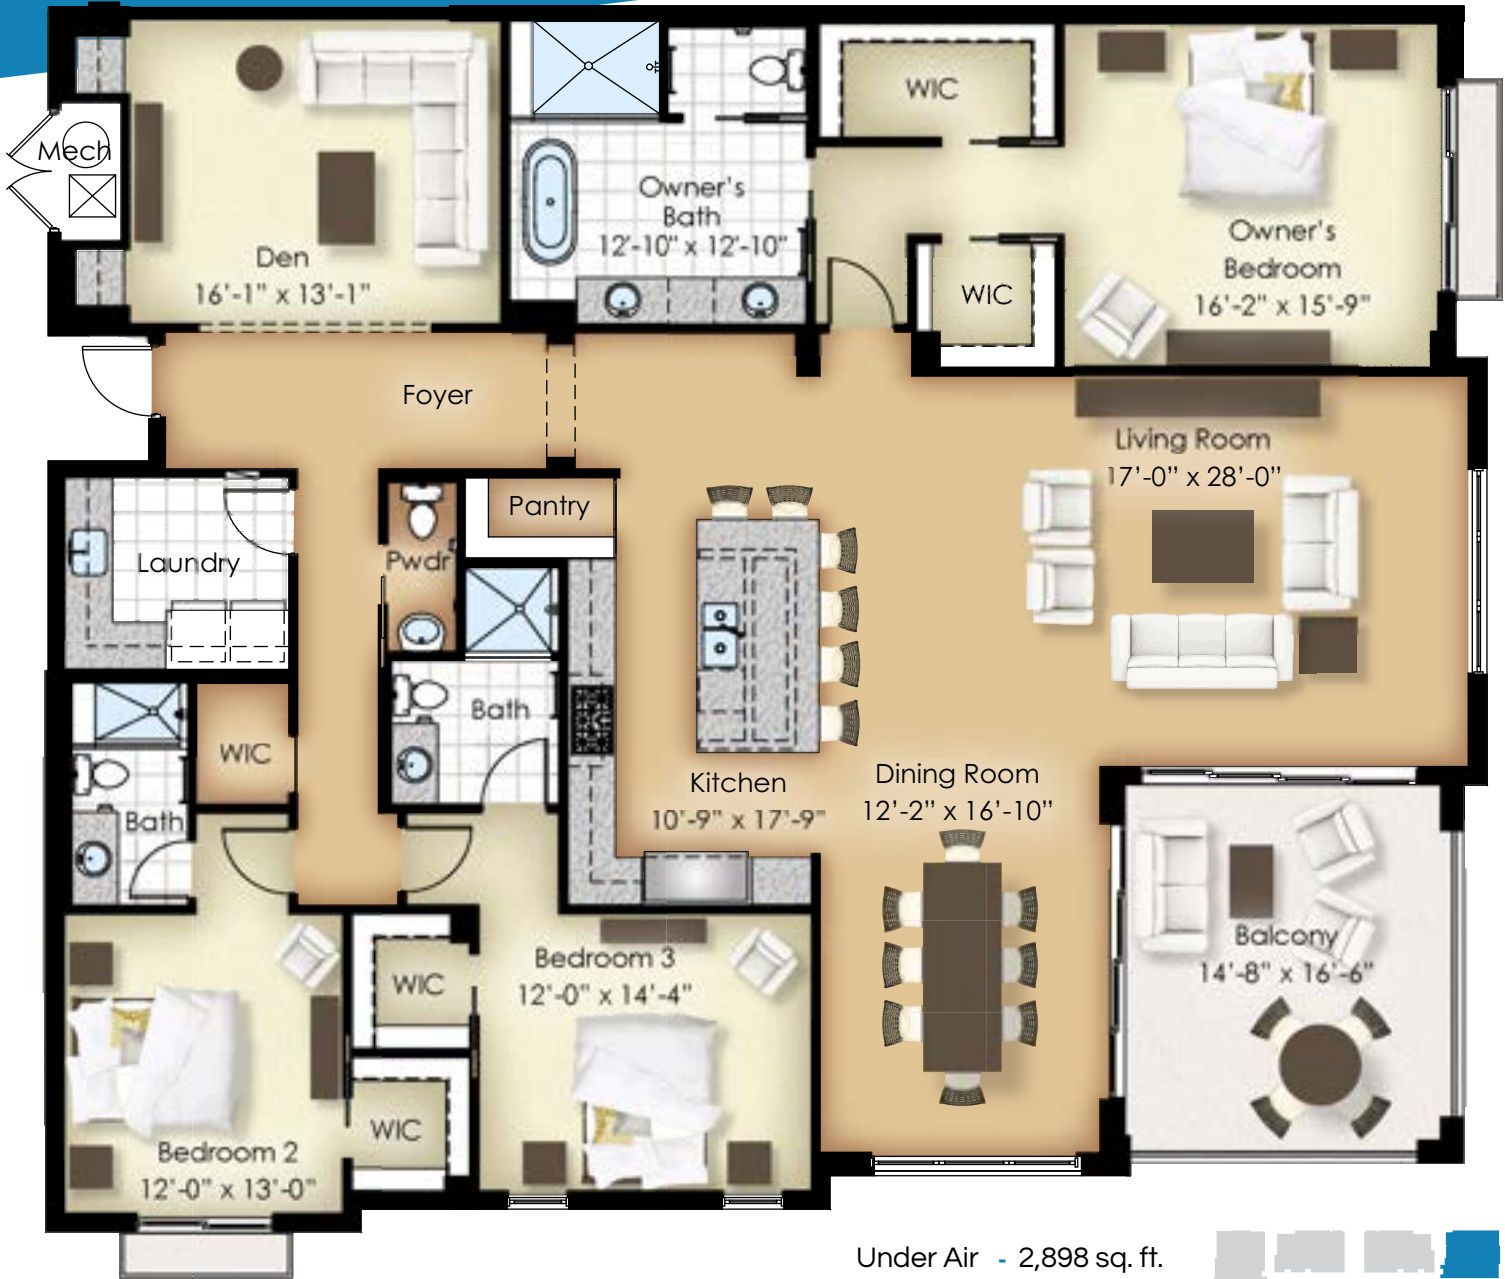 Mech
Den
16'-1" x 13'-1"
Owner's
Bath
12'-10" x 12'-10"
WIC
WIC
Owner's
Bedroom
16'-2" x 15'-9"
Foyer
Living Room
17'-0" x 28'-0"
Laundry
Pwdr
Pantry
Bath
WIC
Bath
Kitchen
10'-9" x 17'-9"
Dining Room
12'-2" x 16'-10"
Balcony
14'-8" x 16'-6"
WIC
Bedroom 3
12'-0" x 14'-4"
WIC
Bedroom 2
12'-0" x 13'-0"
Under Air - 2,898 sq. ft.